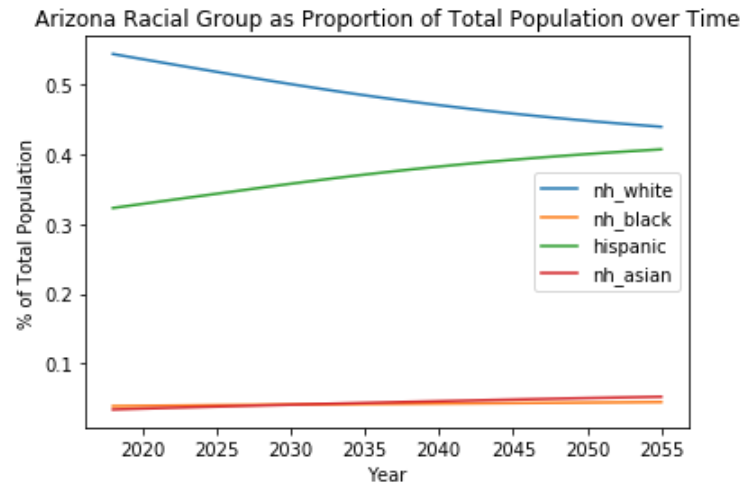 Arizona Racial Group as Proportion of Total Population over Time
% of Total Population
0.5
0.4
0.3
0.2
0.1
nh_white
nh_black
hispanic
nh_asian
2020 2025 2030 2035 2040 2045 2050 2055
Year